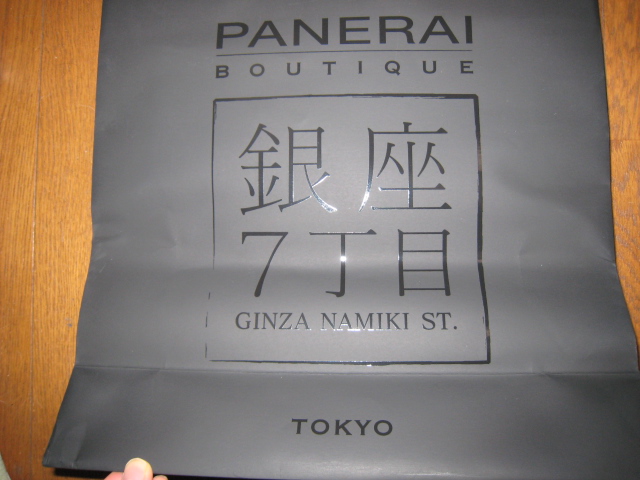 PANERAI
BOUTIQUE
銀座
7丁目
GINZA NAMIKI ST.
TOKYO